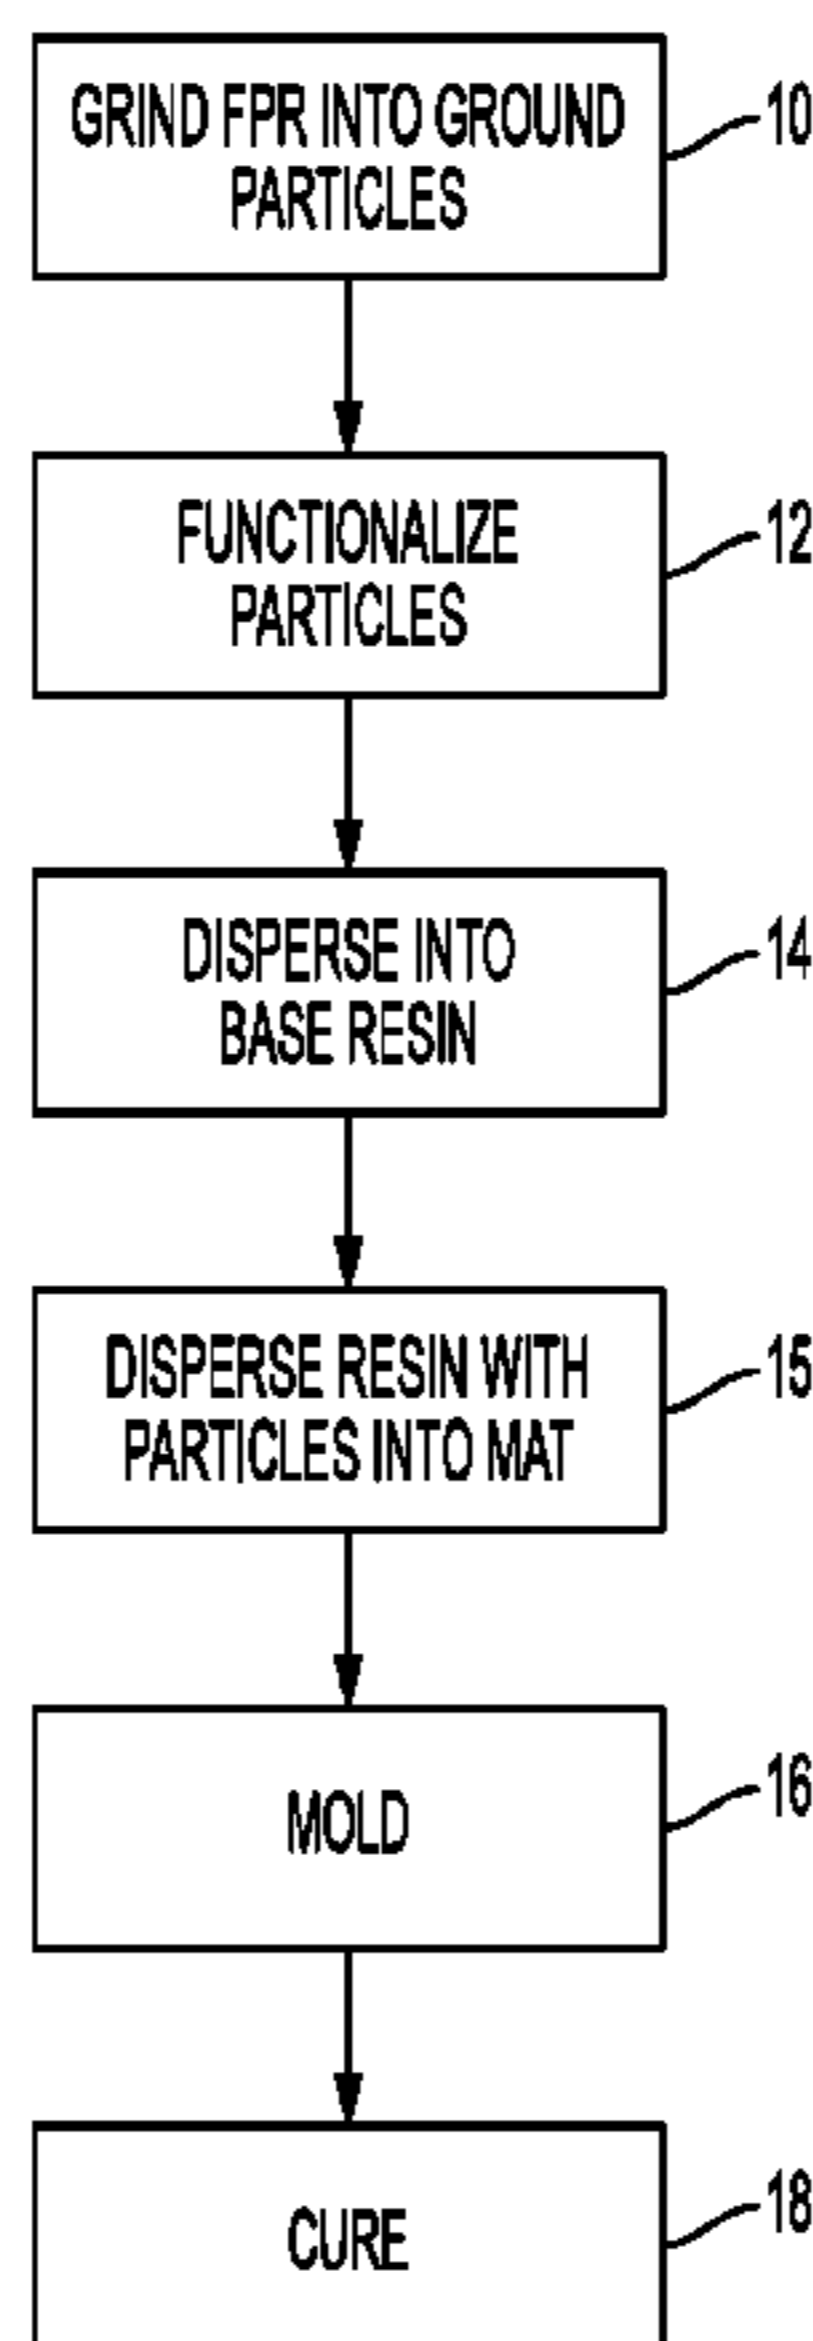 GRIND FPR INTO GROUND
PARTICLES
10
FUNCTIONALIZE
PARTICLES
12
DISPERSE INTO
BASE RESIN
14
DISPERSE RESIN WITH
PARTICLES INTO MAT
15
MOLD
16
CURE
18